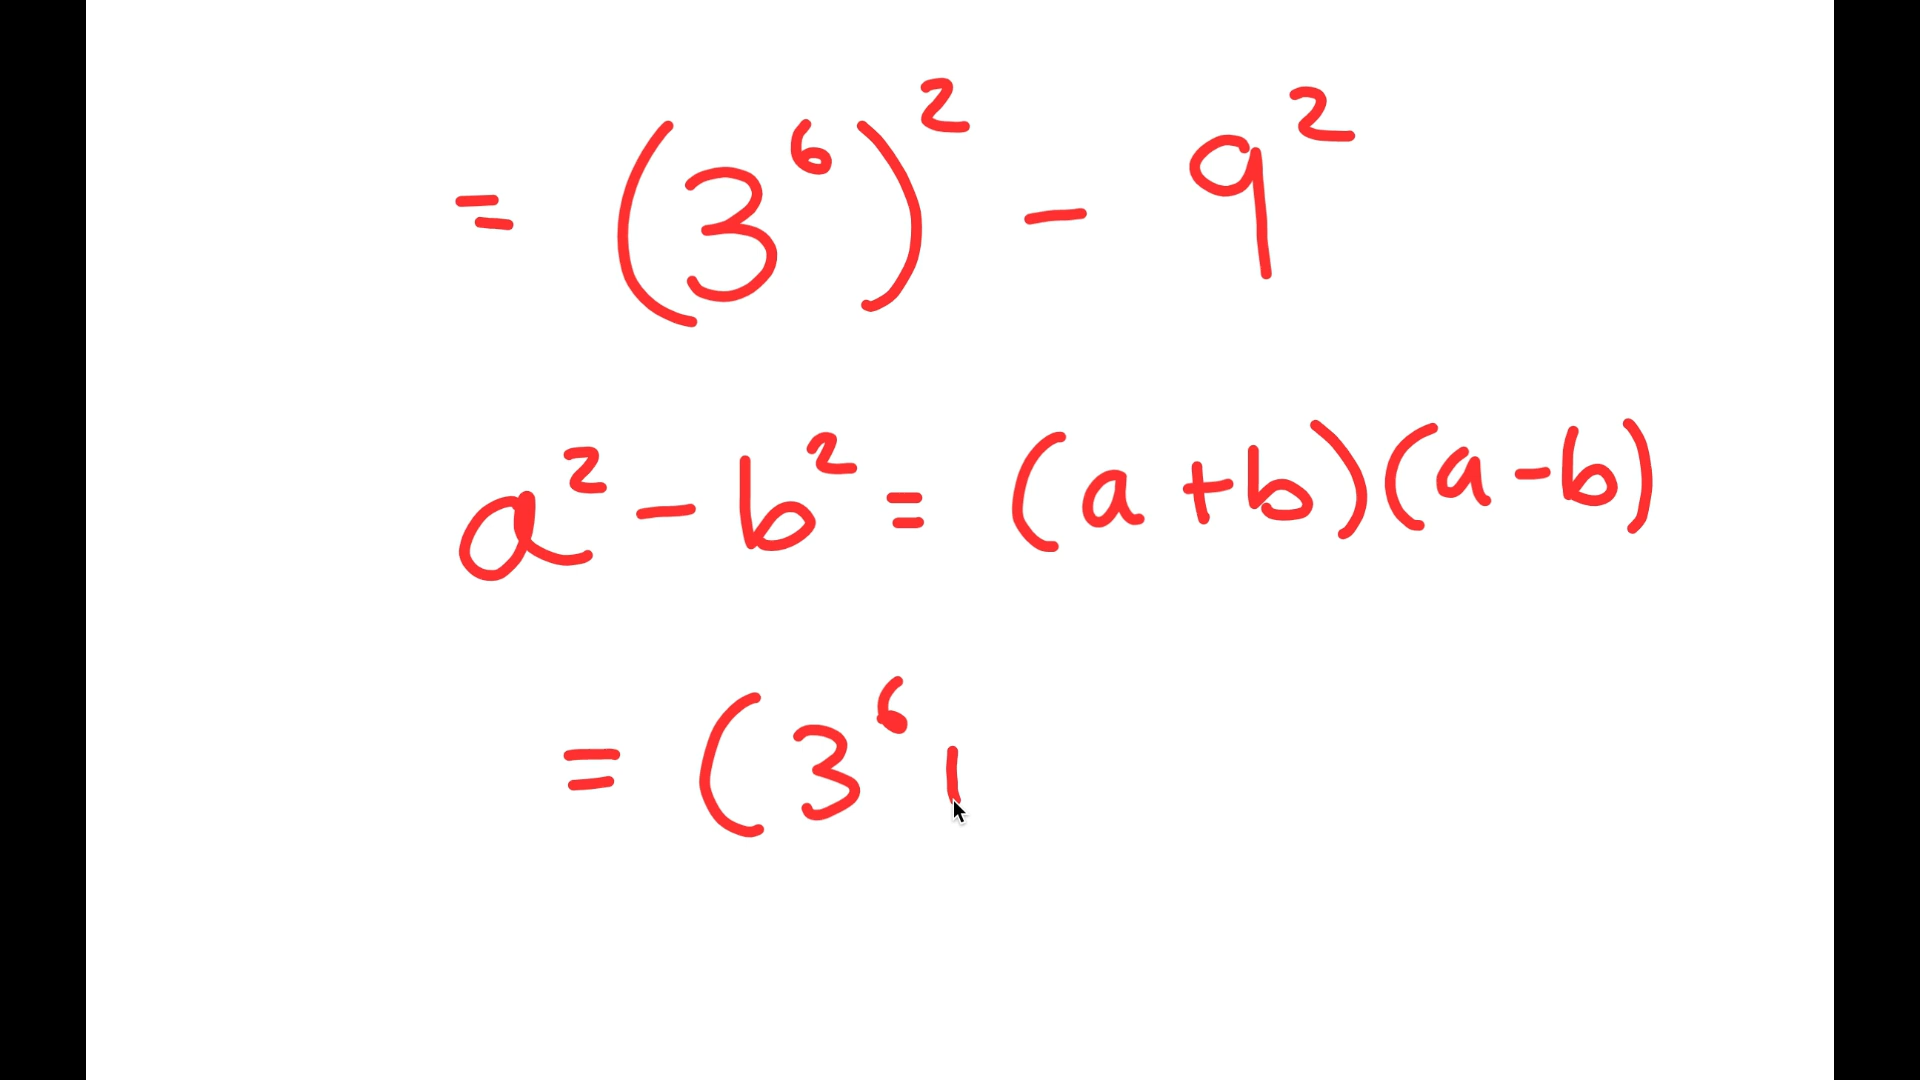 = (3⁶)² - 9²
a² - b² = (a + b)(a - b)
= (3⁶ ı